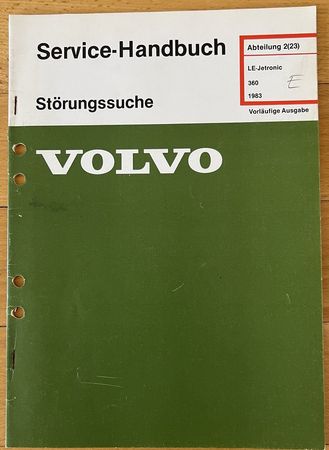 Service-Handbuch
Störungssuche
Abteilung 2(23)
LE-Jetronic
360
E
1983
Vorläufige Ausgabe
VOLVO